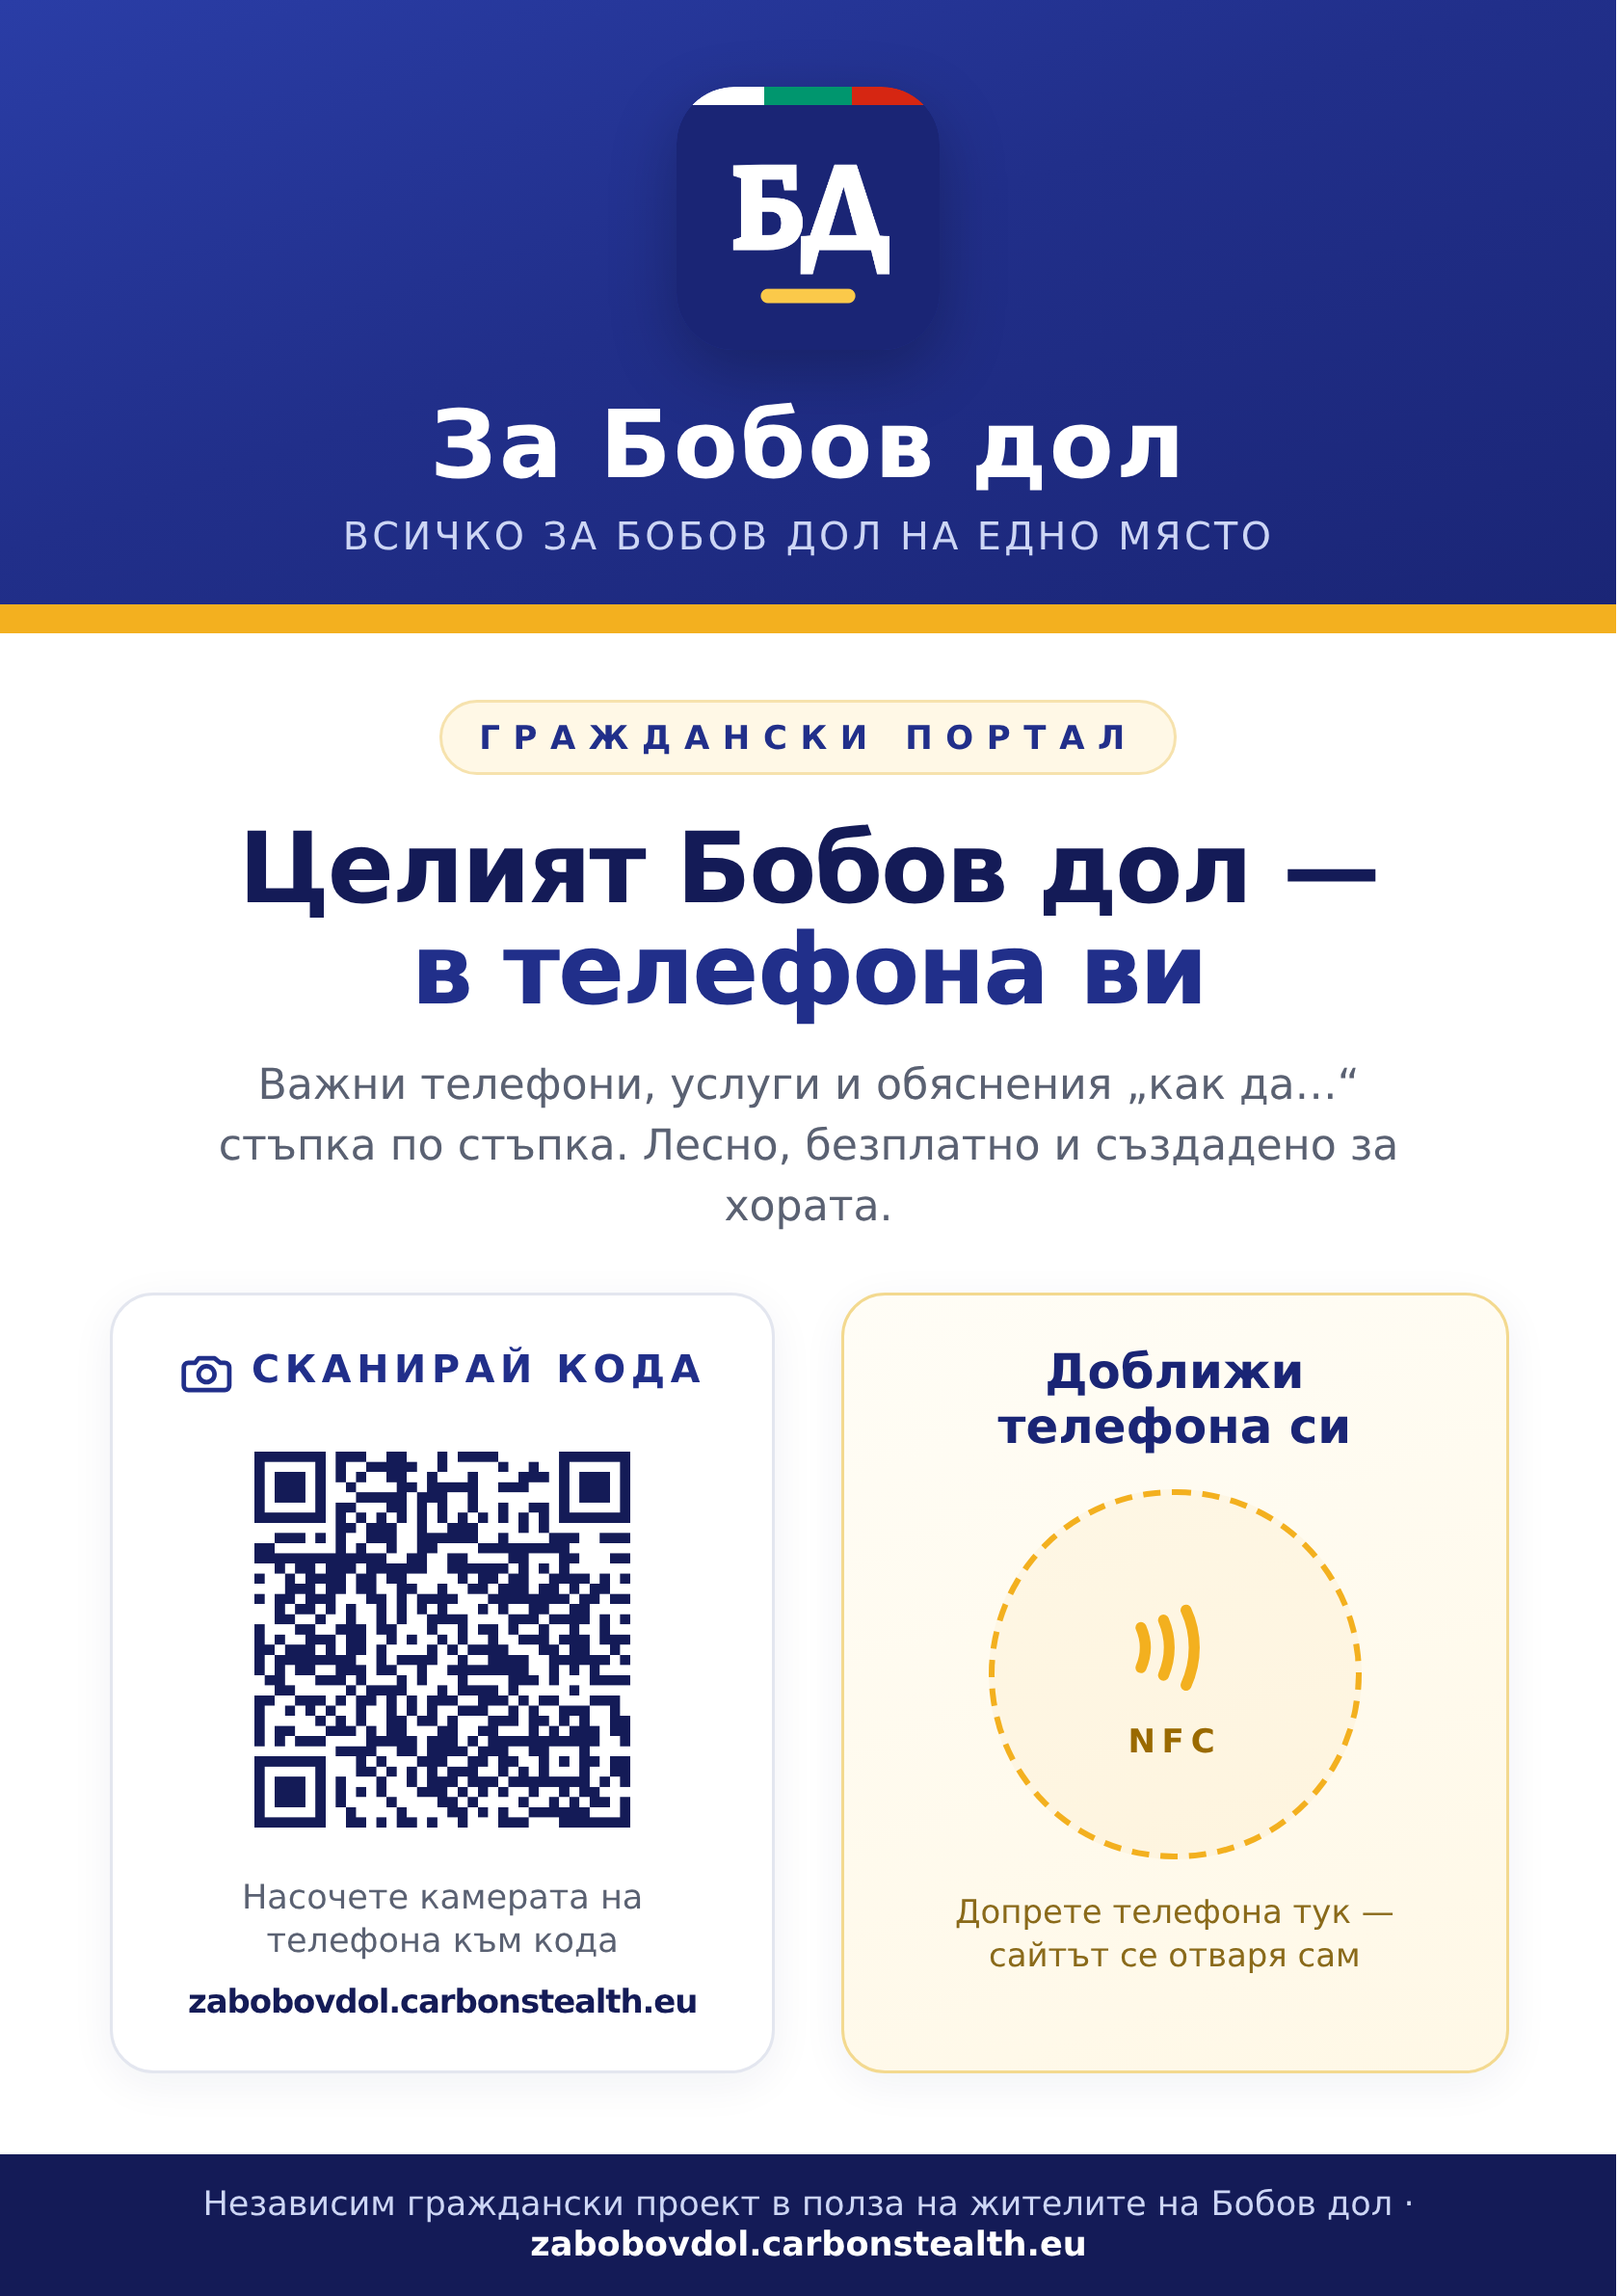 БД
За Бобов дол
ВСИЧКО ЗА БОБОВ ДОЛ НА ЕДНО МЯСТО
ГРАЖДАНСКИ ПОРТАЛ
Целият Бобов дол —
в телефона ви
Важни телефони, услуги и обяснения „как да…“
стъпка по стъпка. Лесно, безплатно и създадено за
хората.
СКАНИРАЙ КОДА
Насочете камерата на
телефона към кода
zabobovdol.carbonstealth.eu
Доближи
телефона си
NFC
Допрете телефона тук —
сайтът се отваря сам
Независим граждански проект в полза на жителите на Бобов дол ·
zabobovdol.carbonstealth.eu